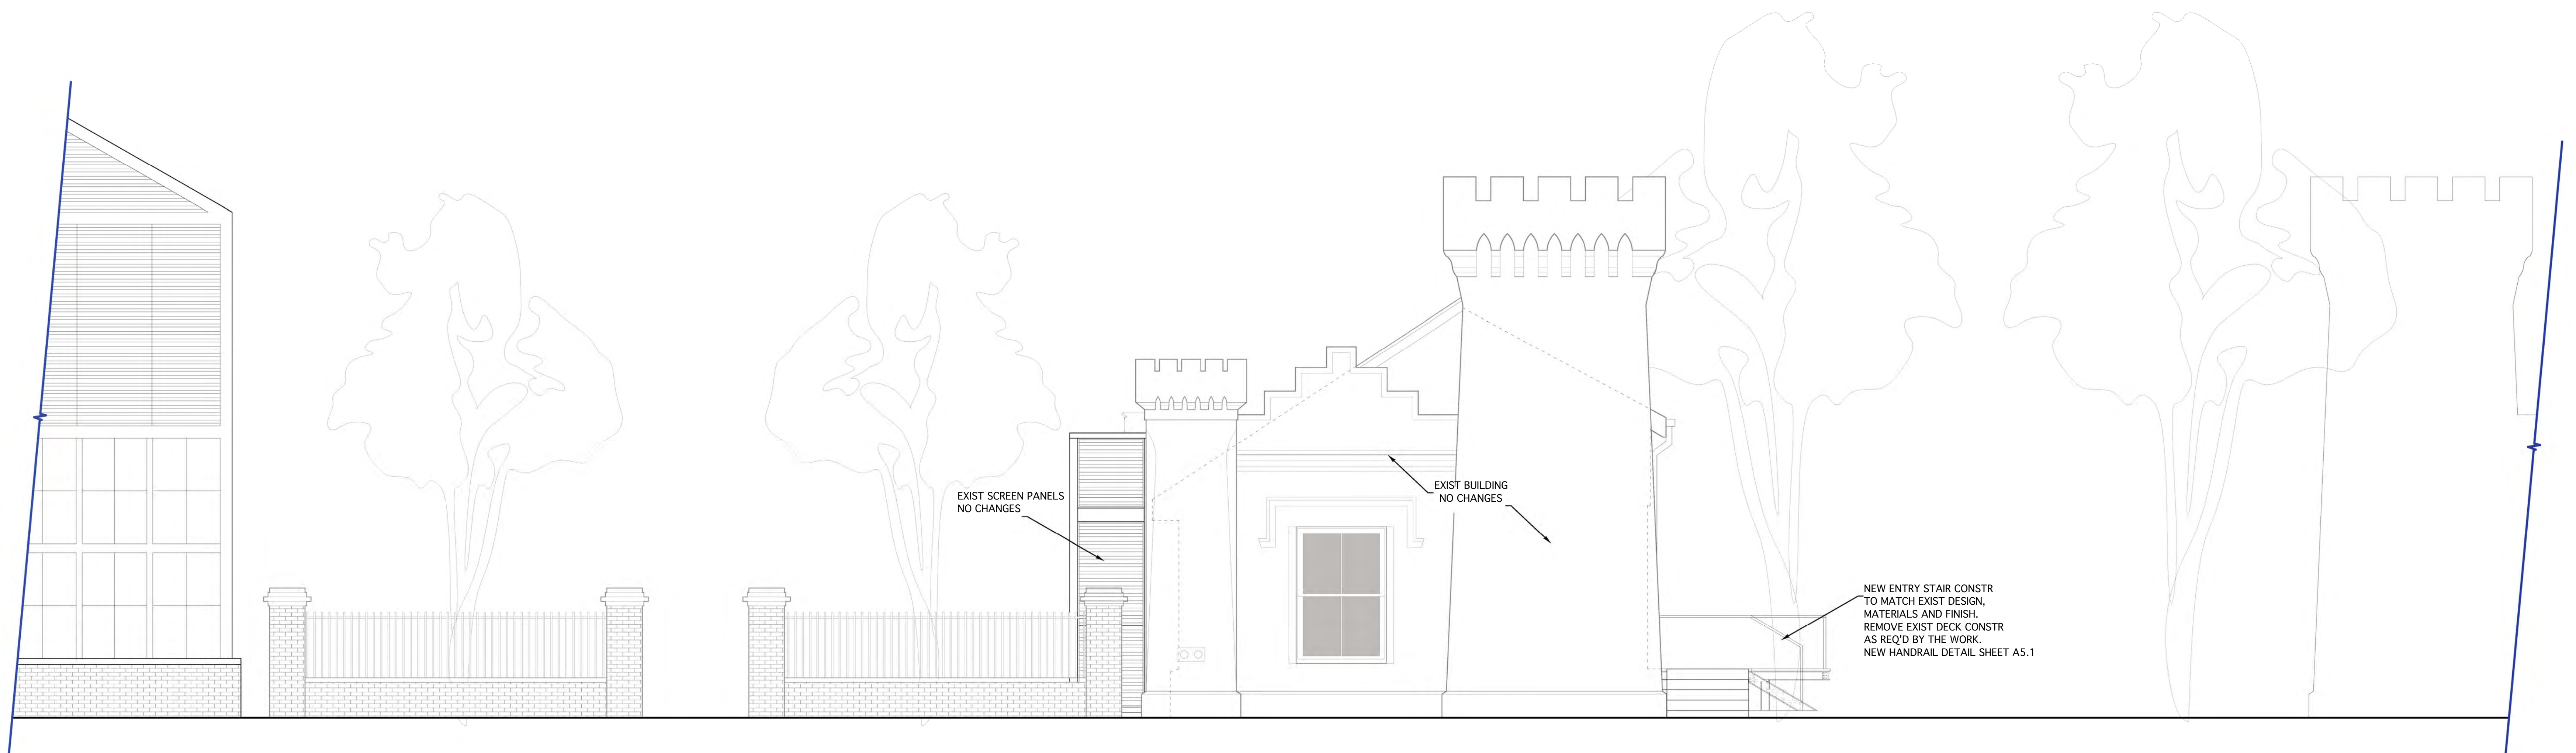 EXIST SCREEN PANELS
NO CHANGES
EXIST BUILDING
NO CHANGES
NEW ENTRY STAIR CONSTR
TO MATCH EXIST DESIGN,
MATERIALS AND FINISH.
REMOVE EXIST DECK CONSTR
AS REQ'D BY THE WORK.
NEW HANDRAIL DETAIL SHEET A5.1